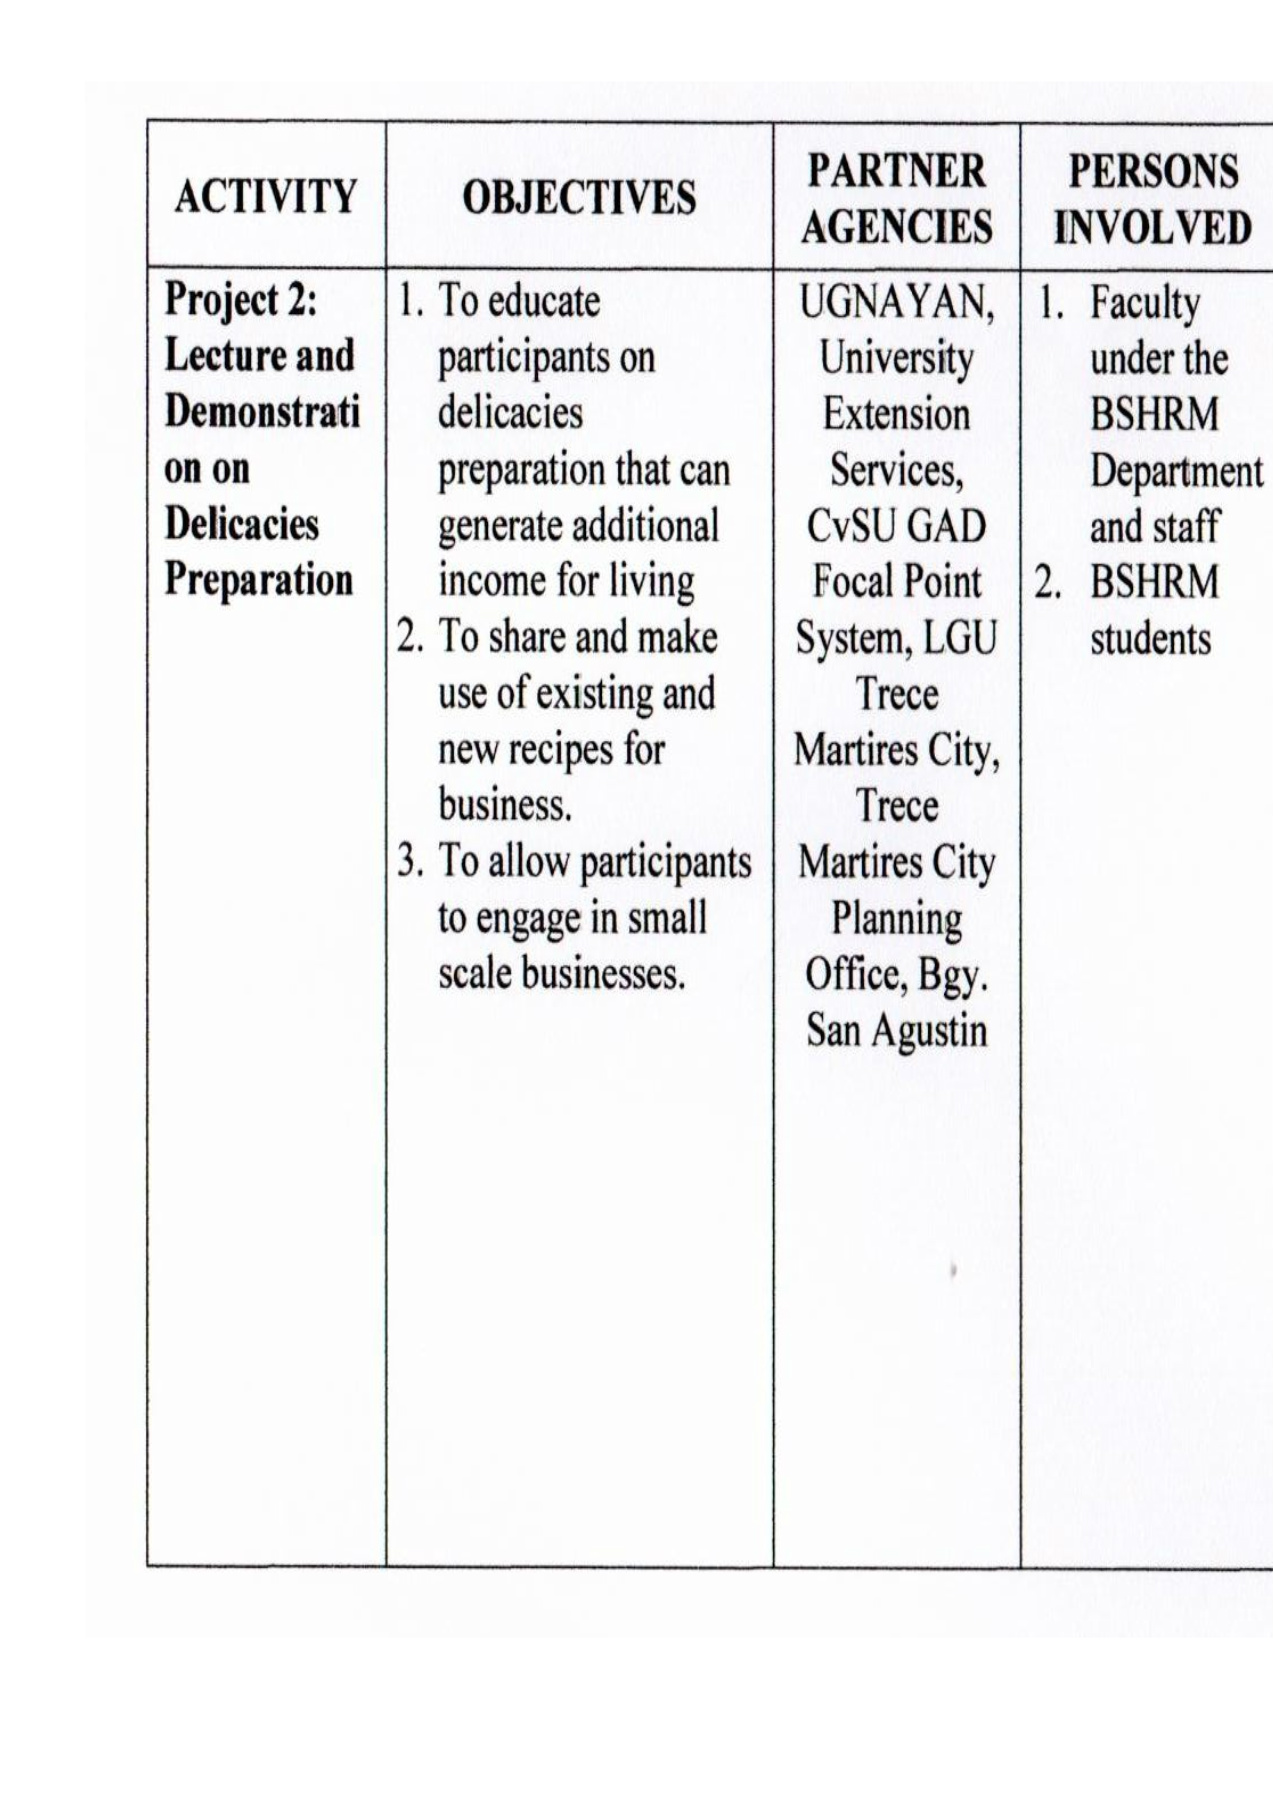 ACTIVITY
OBJECTIVES
PARTNER
AGENCIES
PERSONS
INVOLVED
Project 2:
Lecture and
Demonstrati
on on
Delicacies
Preparation
1. To educate
participants on
delicacies
preparation that can
generate additional
income for living
2. To share and make
use of existing and
new recipes for
business.
3. To allow participants
to engage in small
scale businesses.
UGNAYAN,
University
Extension
Services,
CvSU GAD
Focal Point
System, LGU
Trece
Martires City,
Trece
Martires City
Planning
Office, Bgy.
San Agustin
1. Faculty
under the
BSHRM
Department
and staff
2. BSHRM
students